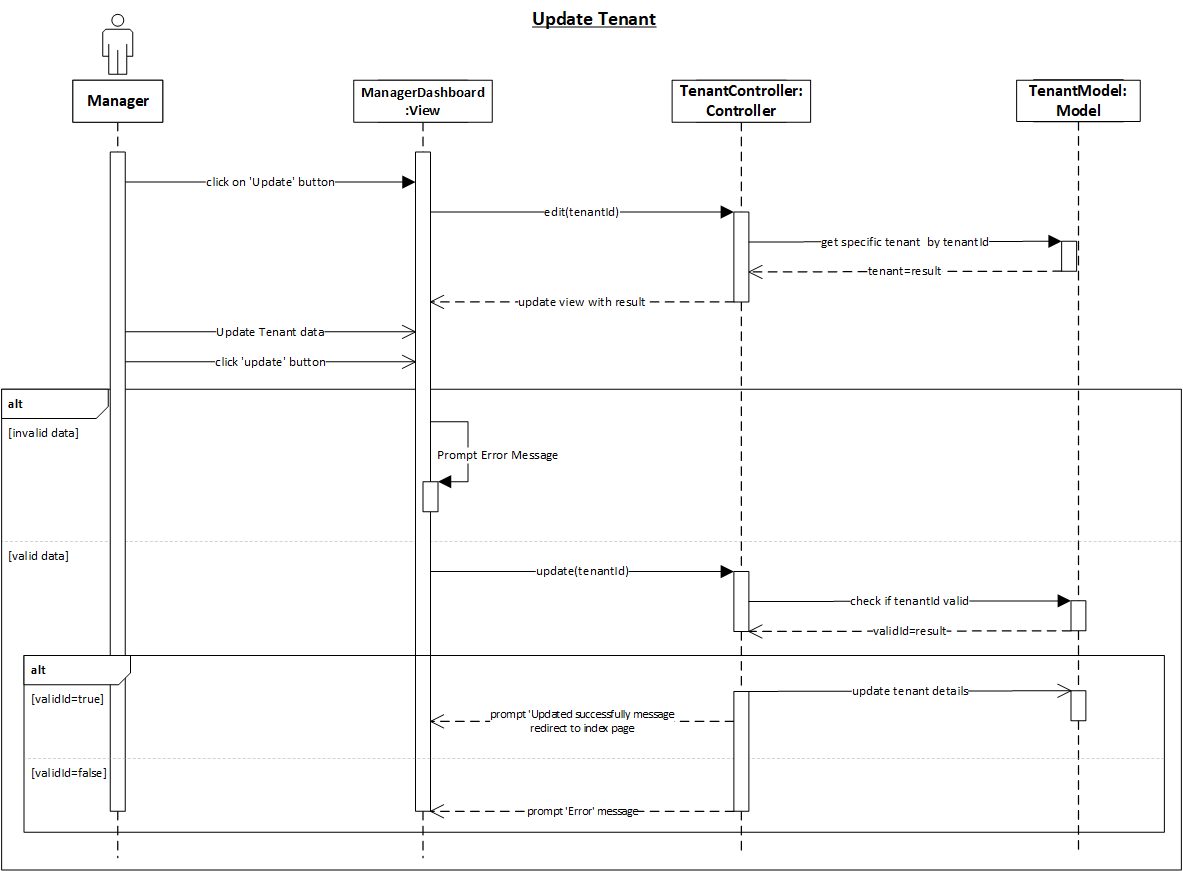 Update Tenant
Manager
ManagerDashboard
:View
TenantController:
Controller
TenantModel:
Model
click on 'Update' button
edit(tenantId)
get specific tenant  by tenantId
tenant=result
update view with result
Update Tenant data
click 'update' button
alt
[invalid data]
Prompt Error Message
[valid data]
update(tenantId)
check if tenantId valid
validId=result
alt
[validId=true]
update tenant details
prompt 'Updated successfully message
redirect to index page
[validId=false]
prompt 'Error' message